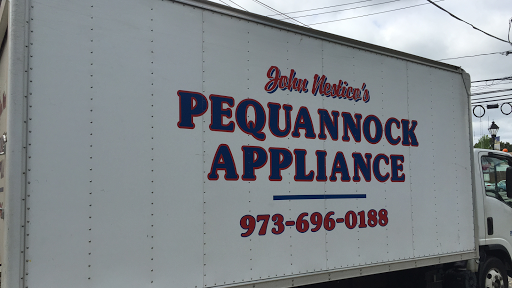 John Nestico's
PEQUANNOCK
APPLIANCE
973-696-0188